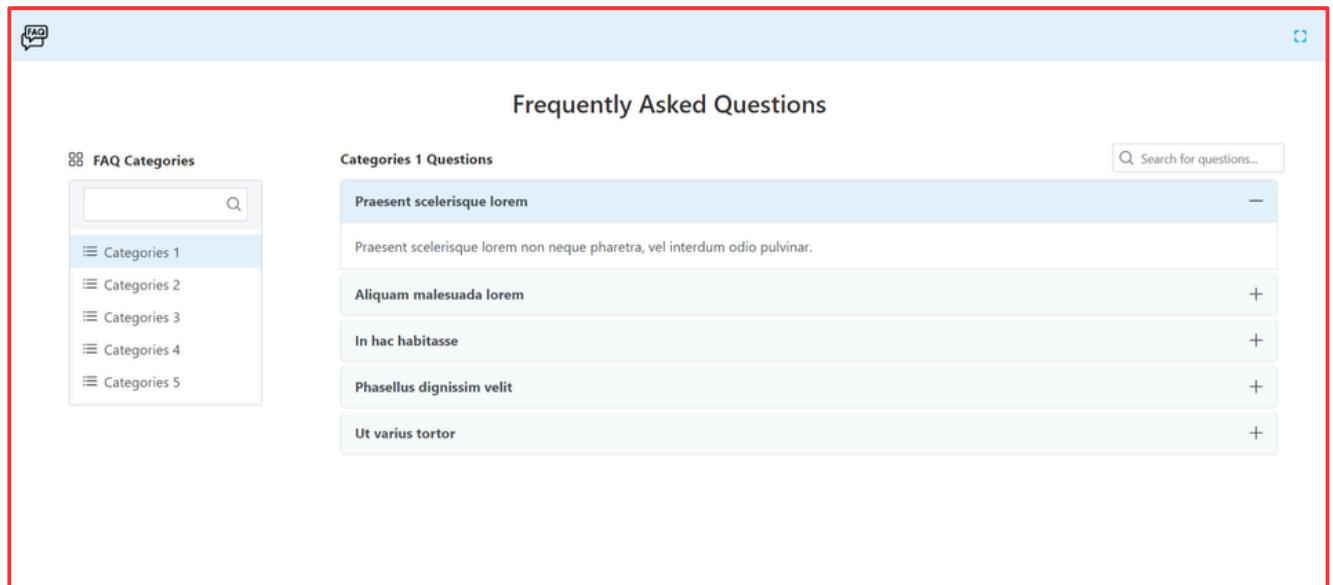 FAQ
Frequently Asked Questions
FAQ Categories
Categories 1
Categories 2
Categories 3
Categories 4
Categories 5
Categories 1 Questions
Search for questions...
Praesent scelerisque lorem
Praesent scelerisque lorem non neque pharetra, vel interdum odio pulvinar.
Aliquam malesuada lorem
In hac habitasse
Phasellus dignissim velit
Ut varius tortor